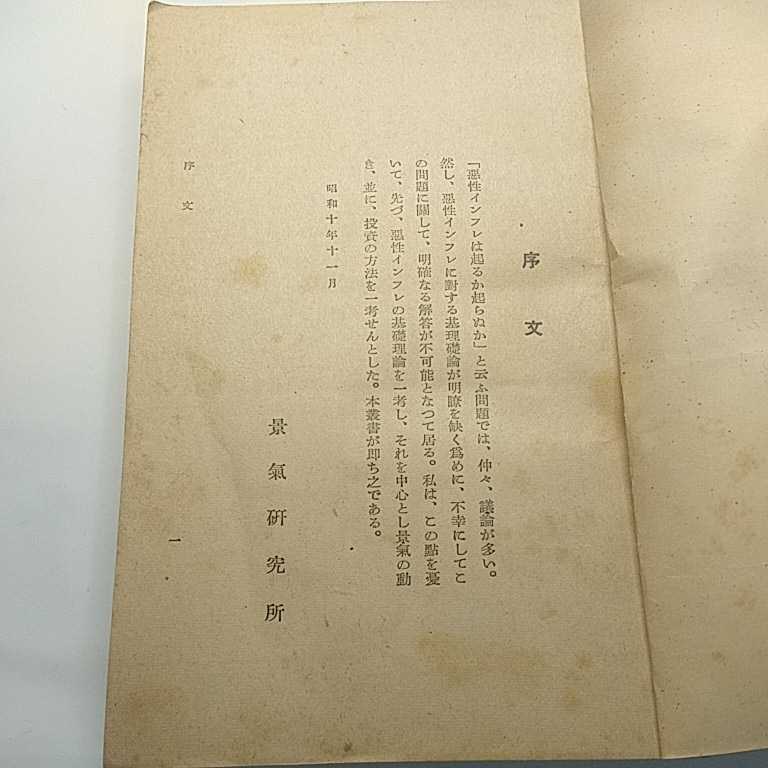 序文
「惡性インフレは起るか起らぬか」と云ふ問題では、仲々、議論が多い。
然し、惡性インフレに對する基理礎論が明瞭を缺く爲めに、不幸にしてこ
の問題に關して、明確なる解答が不可能となつて居る。私は、この點を憂
いて、先づ、惡性インフレの基礎理論を一考し、それを中心とし景氣の動
き、並に、投資の方法を一考せんとした。本叢書が卽ち之である。
昭和十年十一月
景氣硏究所
序文
一